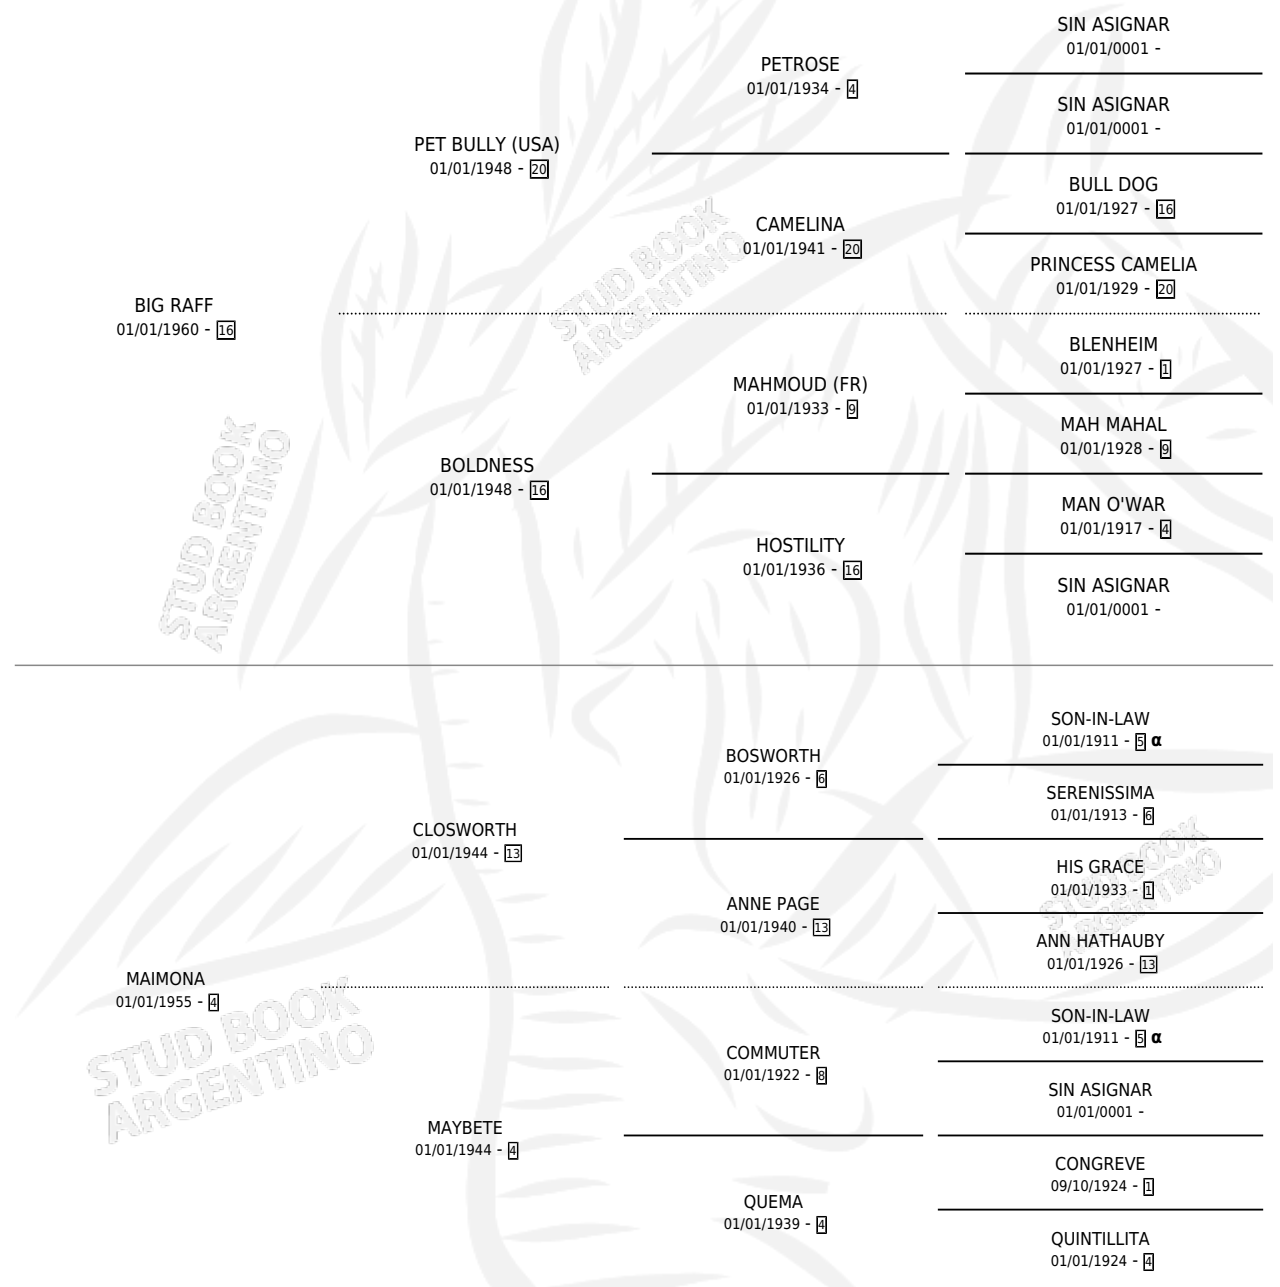 SIN ASIGNAR
01/01/0001 -
PETROSE
01/01/1934 - 4
SIN ASIGNAR
01/01/0001 -
PET BULLY (USA)
01/01/1948 - 20
BULL DOG
01/01/1927 - 16
CAMELINA
01/01/1941 - 20
PRINCESS CAMELIA
01/01/1929 - 20
BIG RAFF
01/01/1960 - 16
BLENHEIM
01/01/1927 - 1
MAHMOUD (FR)
01/01/1933 - 9
MAH MAHAL
01/01/1928 - 9
BOLDNESS
01/01/1948 - 16
MAN O'WAR
01/01/1917 - 4
HOSTILITY
01/01/1936 - 16
SIN ASIGNAR
01/01/0001 -
SON-IN-LAW
01/01/1911 - 5 α
BOSWORTH
01/01/1926 - 6
SERENISSIMA
01/01/1913 - 6
CLOSWORTH
01/01/1944 - 13
HIS GRACE
01/01/1933 - 1
ANNE PAGE
01/01/1940 - 13
ANN HATHAUBY
01/01/1926 - 13
MAIMONA
01/01/1955 - 4
SON-IN-LAW
01/01/1911 - 5 α
COMMUTER
01/01/1922 - 8
SIN ASIGNAR
01/01/0001 -
MAYBETE
01/01/1944 - 4
CONGREVE
09/10/1924 - 1
QUEMA
01/01/1939 - 4
QUINTILLITA
01/01/1924 - 4
STUD BOOK
ARGENTINO
STUD BOOK
ARGENTINO
STUD BOOK
ARGENTINO
STUD BOOK
ARGENTINO